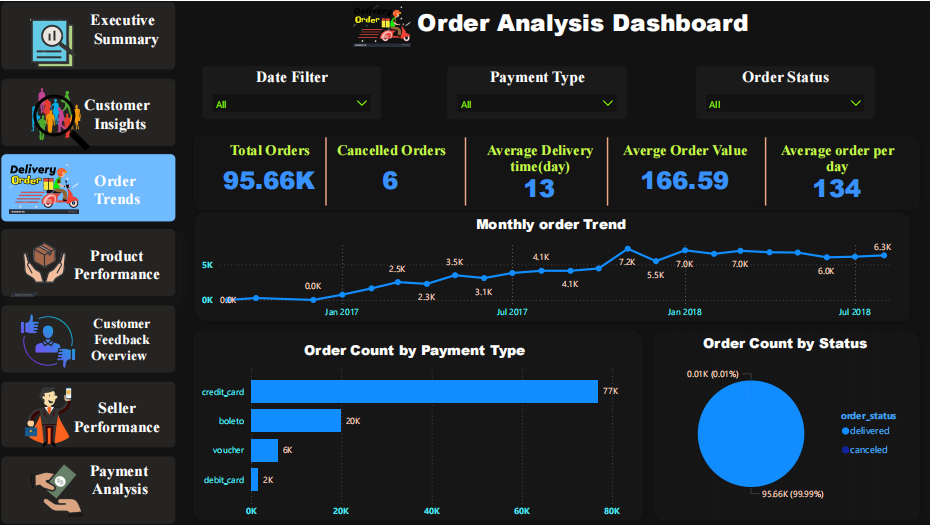 Executive
Summary
Customer
Insights
Delivery
Order
Order
Trends
Product
Performance
Customer
Feedback
Overview
Seller
Performance
Payment
Analysis
Delivery
Order
Order Analysis Dashboard
Date Filter
All
Payment Type
All
Order Status
All
Total Orders
95.66K
Cancelled Orders
6
Average Delivery
time(day)
13
Averge Order Value
166.59
Average order per
day
134
Monthly order Trend
5K
0K
0.0K
0.0K
2.5K
2.3K
3.5K
3.1K
4.1K
4.1K
7.2K
5.5K
7.0K
7.0K
6.0K
6.3K
Jan 2017
Jul 2017
Jan 2018
Jul 2018
Order Count by Payment Type
credit_card
77K
boleto
20K
voucher
6K
debit_card
2K
0K
20K
40K
60K
80K
Order Count by Status
0.01K (0.01%)
95.66K (99.99%)
order_status
delivered
canceled